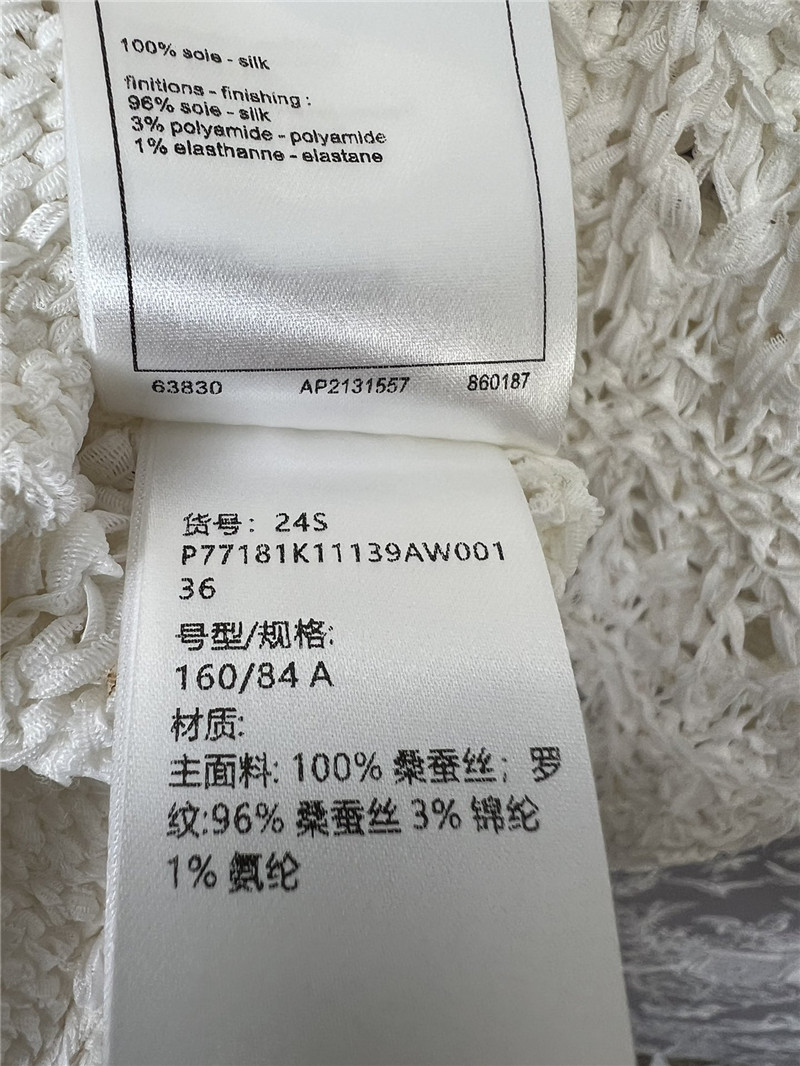 100% soie - silk
finitions - finishing :
96% soie - silk
3% polyamide - polyamide
1% elasthanne - elastane
63830 AP2131557 860187
货号：24S
P77181K11139AW001
36
号型/规格:
160/84 A
材质:
主面料: 100% 桑蚕丝；罗
纹:96% 桑蚕丝 3% 锦纶
1% 氨纶